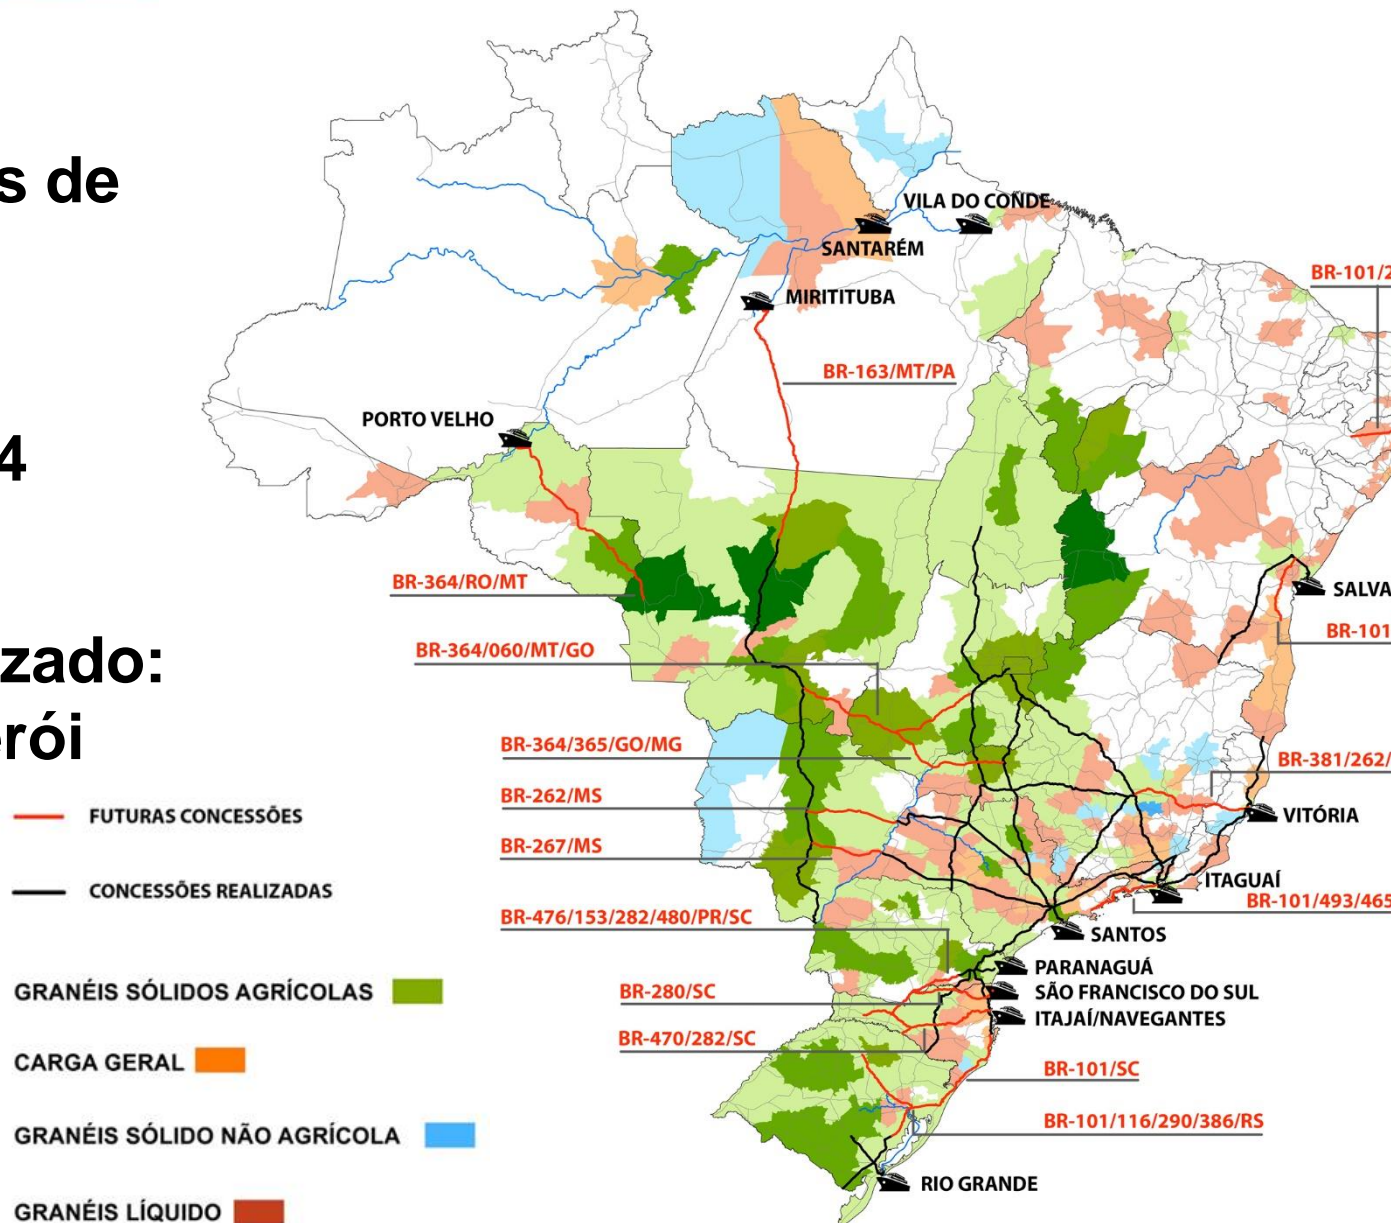 s de
4
zado:
erói
FUTURAS CONCESSÕES
CONCESSÕES REALIZADAS
GRANÉIS SÓLIDOS AGRÍCOLAS
CARGA GERAL
GRANÉIS SÓLIDO NÃO AGRÍCOLA
GRANÉIS LÍQUIDO
VILA DO CONDE
SANTARÉM
MIRITITUBA
BR-101/2
BR-163/MT/PA
PORTO VELHO
BR-364/RO/MT
SALVA
BR-101
BR-364/060/MT/GO
BR-364/365/GO/MG
BR-381/262/
BR-262/MS
VITÓRIA
BR-267/MS
ITAGUAÍ
BR-101/493/465
BR-476/153/282/480/PR/SC
SANTOS
PARANAGUÁ
BR-280/SC
SÃO FRANCISCO DO SUL
ITAJAÍ/NAVEGANTES
BR-470/282/SC
BR-101/SC
BR-101/116/290/386/RS
RIO GRANDE